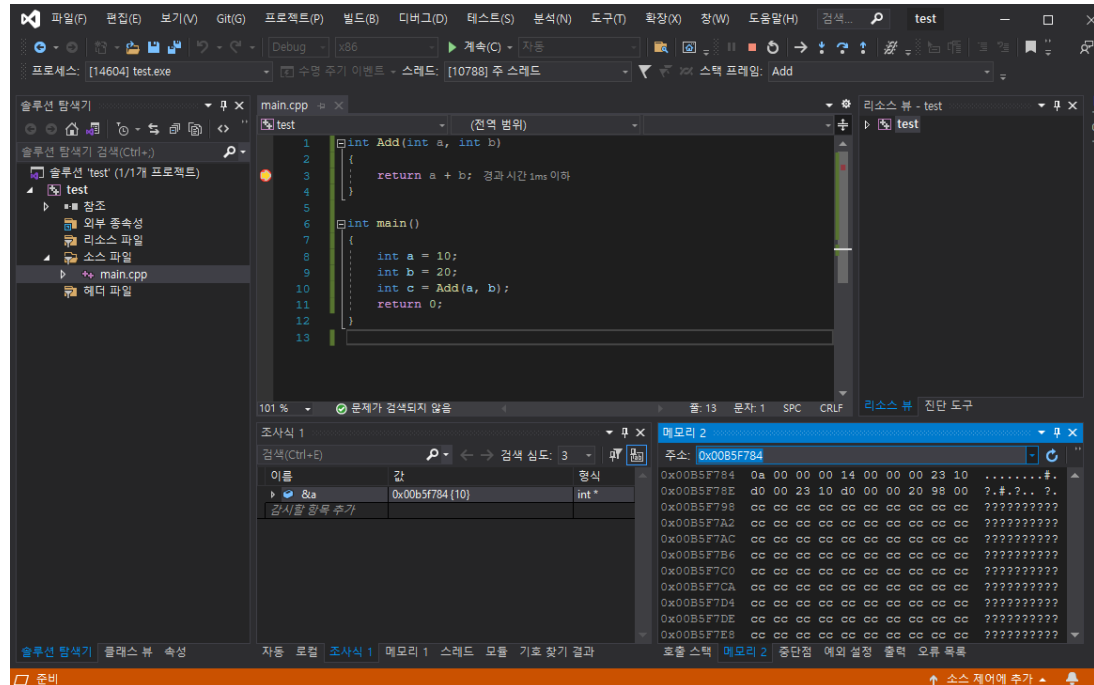 파일(F) 편집(E) 보기(V) Git(G) 프로젝트(P) 빌드(B) 디버그(D) 테스트(S) 분석(N) 도구(T) 확장(X) 창(W) 도움말(H) 검색... test
Debug x86 계속(C) 자동
프로세스: [14604] test.exe 수명 주기 이벤트 스레드: [10788] 주 스레드 스택 프레임: Add
솔루션 탐색기
솔루션 탐색기 검색(Ctrl+;)
솔루션 'test' (1/1개 프로젝트)
test
참조
외부 종속성
리소스 파일
소스 파일
main.cpp
헤더 파일
솔루션 탐색기 클래스 뷰 속성
main.cpp
test (전역 범위)
1 int Add(int a, int b)
2 {
3 return a + b; 경과 시간 1ms 이하
4 }
5
6 int main()
7 {
8 int a = 10;
9 int b = 20;
10 int c = Add(a, b);
11 return 0;
12 }
13
101 % 문제가 검색되지 않음 줄: 13 문자: 1 SPC CRLF
리소스 뷰 - test
test
리소스 뷰 진단 도구
조사식 1
검색(Ctrl+E) 검색 심도: 3
이름 값 형식
&a 0x00b5f784 {10} int *
감시할 항목 추가
자동 로컬 조사식 1 메모리 1 스레드 모듈 기호 찾기 결과
메모리 2
주소: 0x00B5F784
0x00B5F784 0a 00 00 00 14 00 00 00 23 10 ........#.
0x00B5F78E d0 00 23 10 d0 00 00 20 98 00 ?.#.?.. ?.
0x00B5F798 cc cc cc cc cc cc cc cc cc cc ??????????
0x00B5F7A2 cc cc cc cc cc cc cc cc cc cc ??????????
0x00B5F7AC cc cc cc cc cc cc cc cc cc cc ??????????
0x00B5F7B6 cc cc cc cc cc cc cc cc cc cc ??????????
0x00B5F7C0 cc cc cc cc cc cc cc cc cc cc ??????????
0x00B5F7CA cc cc cc cc cc cc cc cc cc cc ??????????
0x00B5F7D4 cc cc cc cc cc cc cc cc cc cc ??????????
0x00B5F7DE cc cc cc cc cc cc cc cc cc cc ??????????
0x00B5F7E8 cc cc cc cc cc cc cc cc cc cc ??????????
호출 스택 메모리 2 중단점 예외 설정 출력 오류 목록
준비 소스 제어에 추가